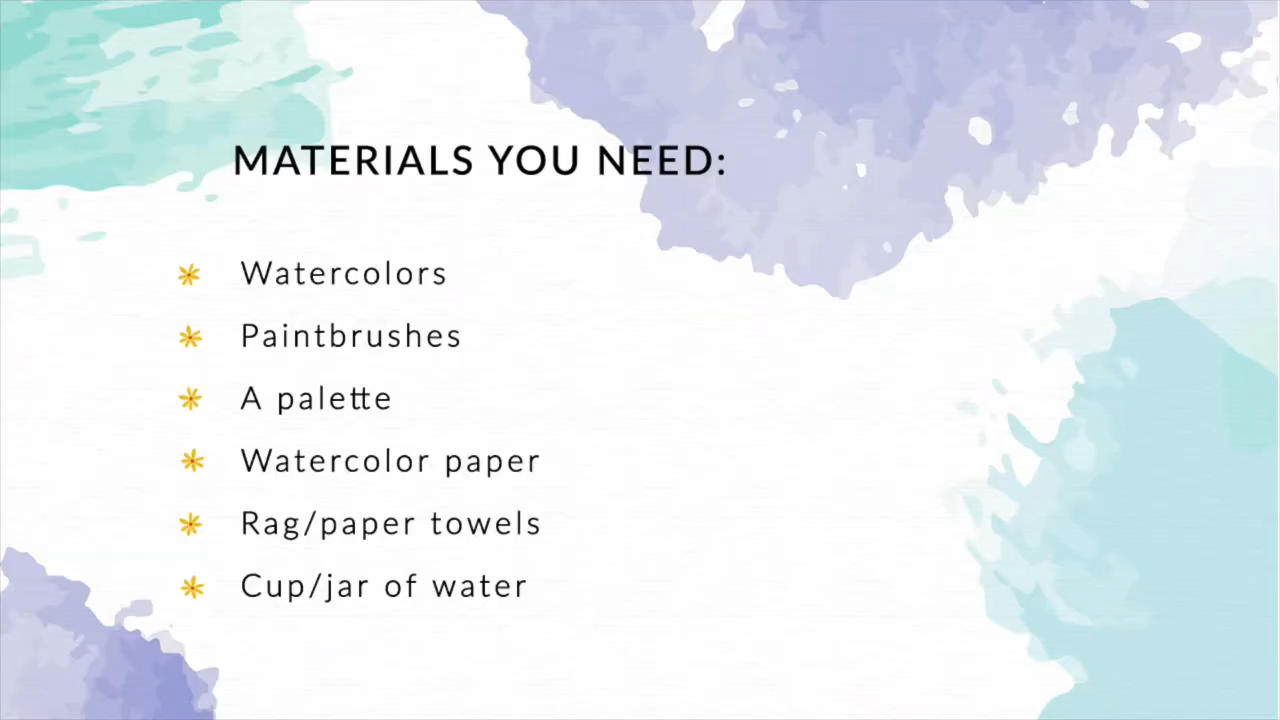 MATERIALS YOU NEED:
Watercolors
Paintbrushes
A palette
Watercolor paper
Rag/paper towels
Cup/jar of water